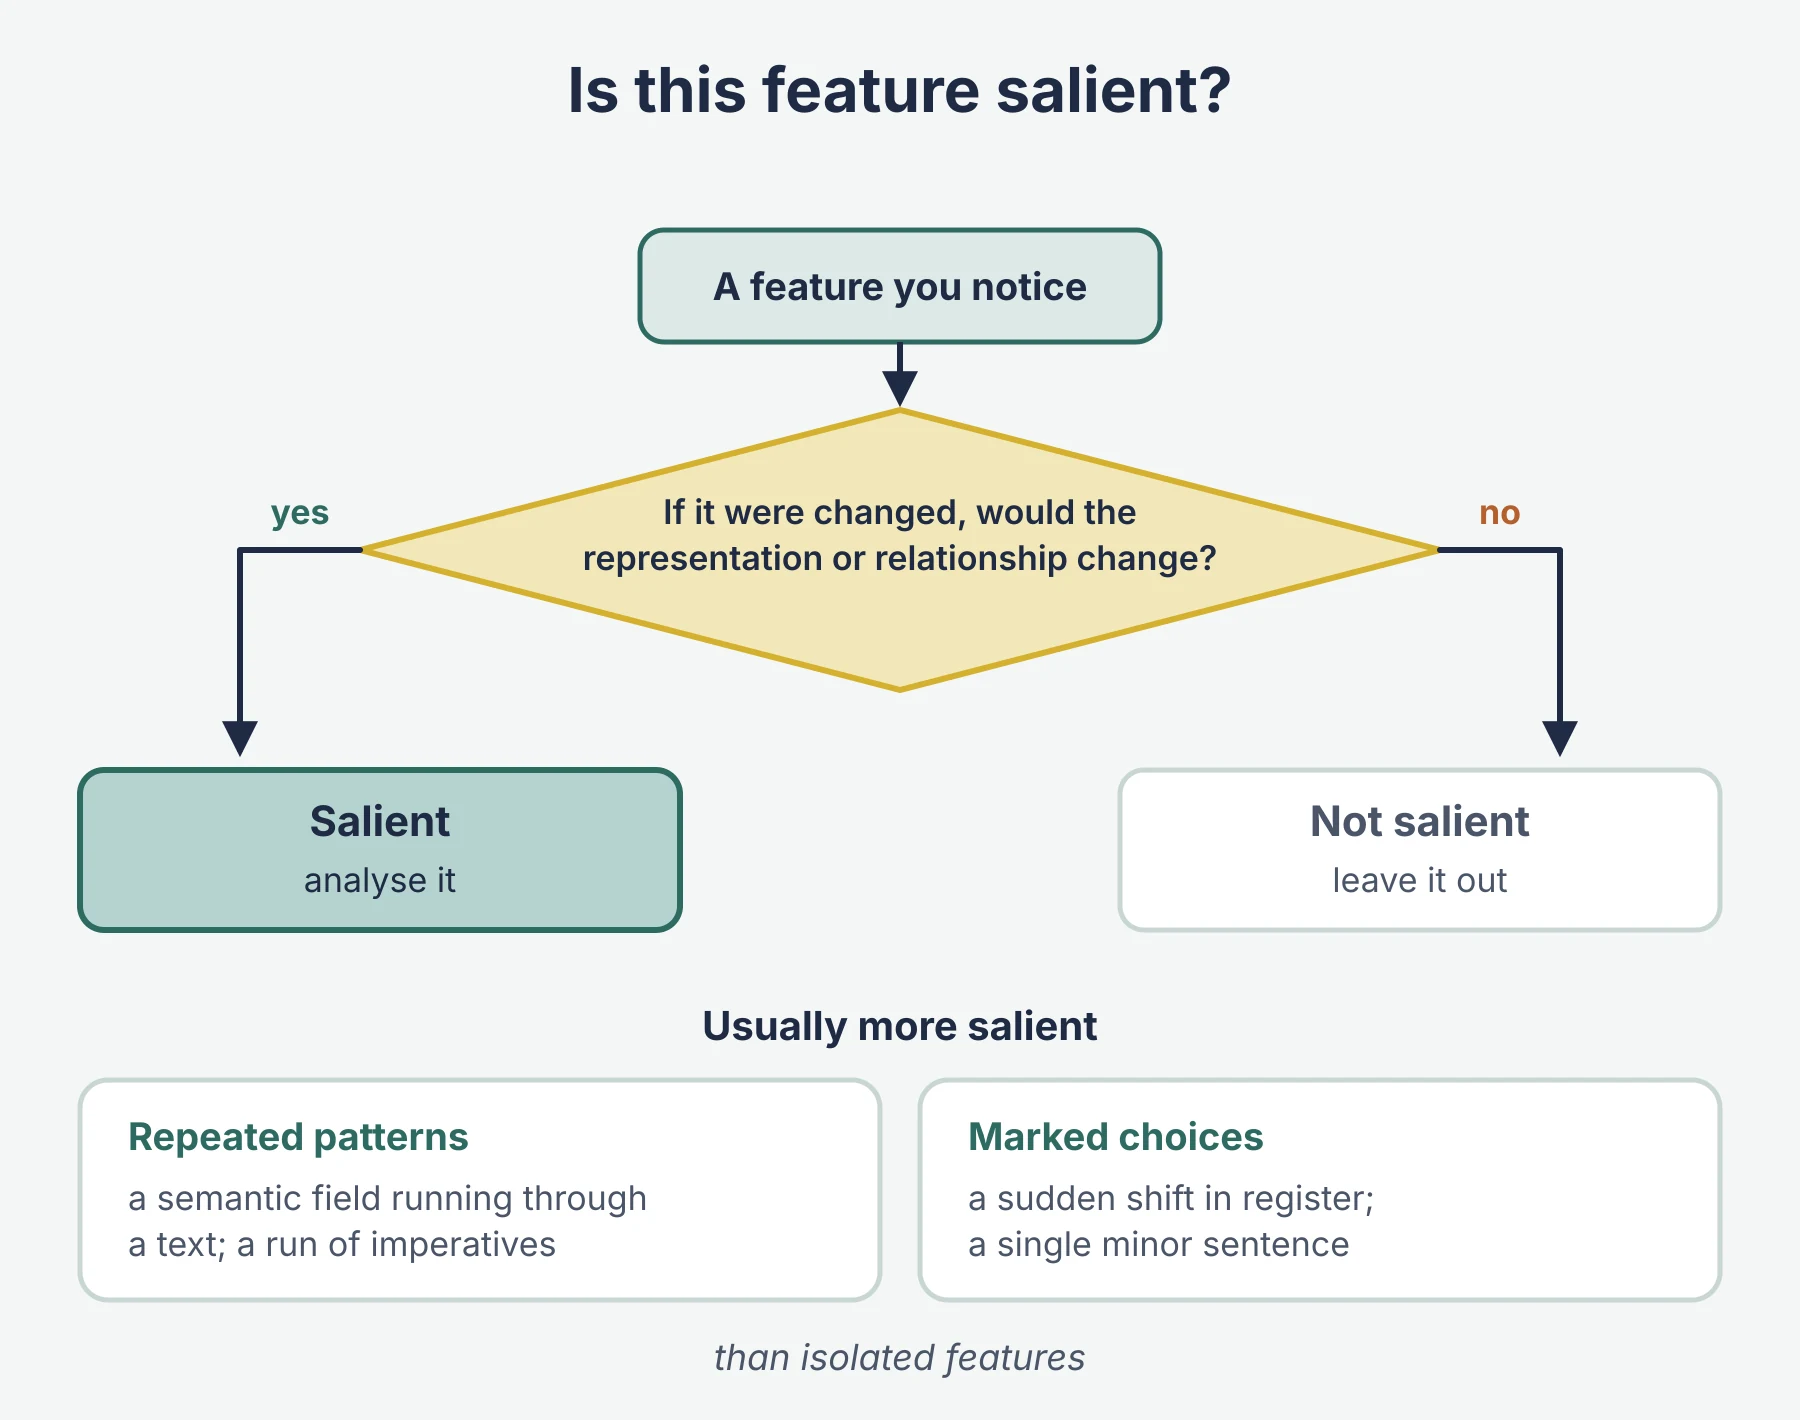 Is this feature salient?
A feature you notice
If it were changed, would the
representation or relationship change?
yes
no
Salient
analyse it
Not salient
leave it out
Usually more salient
Repeated patterns
a semantic field running through
a text; a run of imperatives
Marked choices
a sudden shift in register;
a single minor sentence
than isolated features